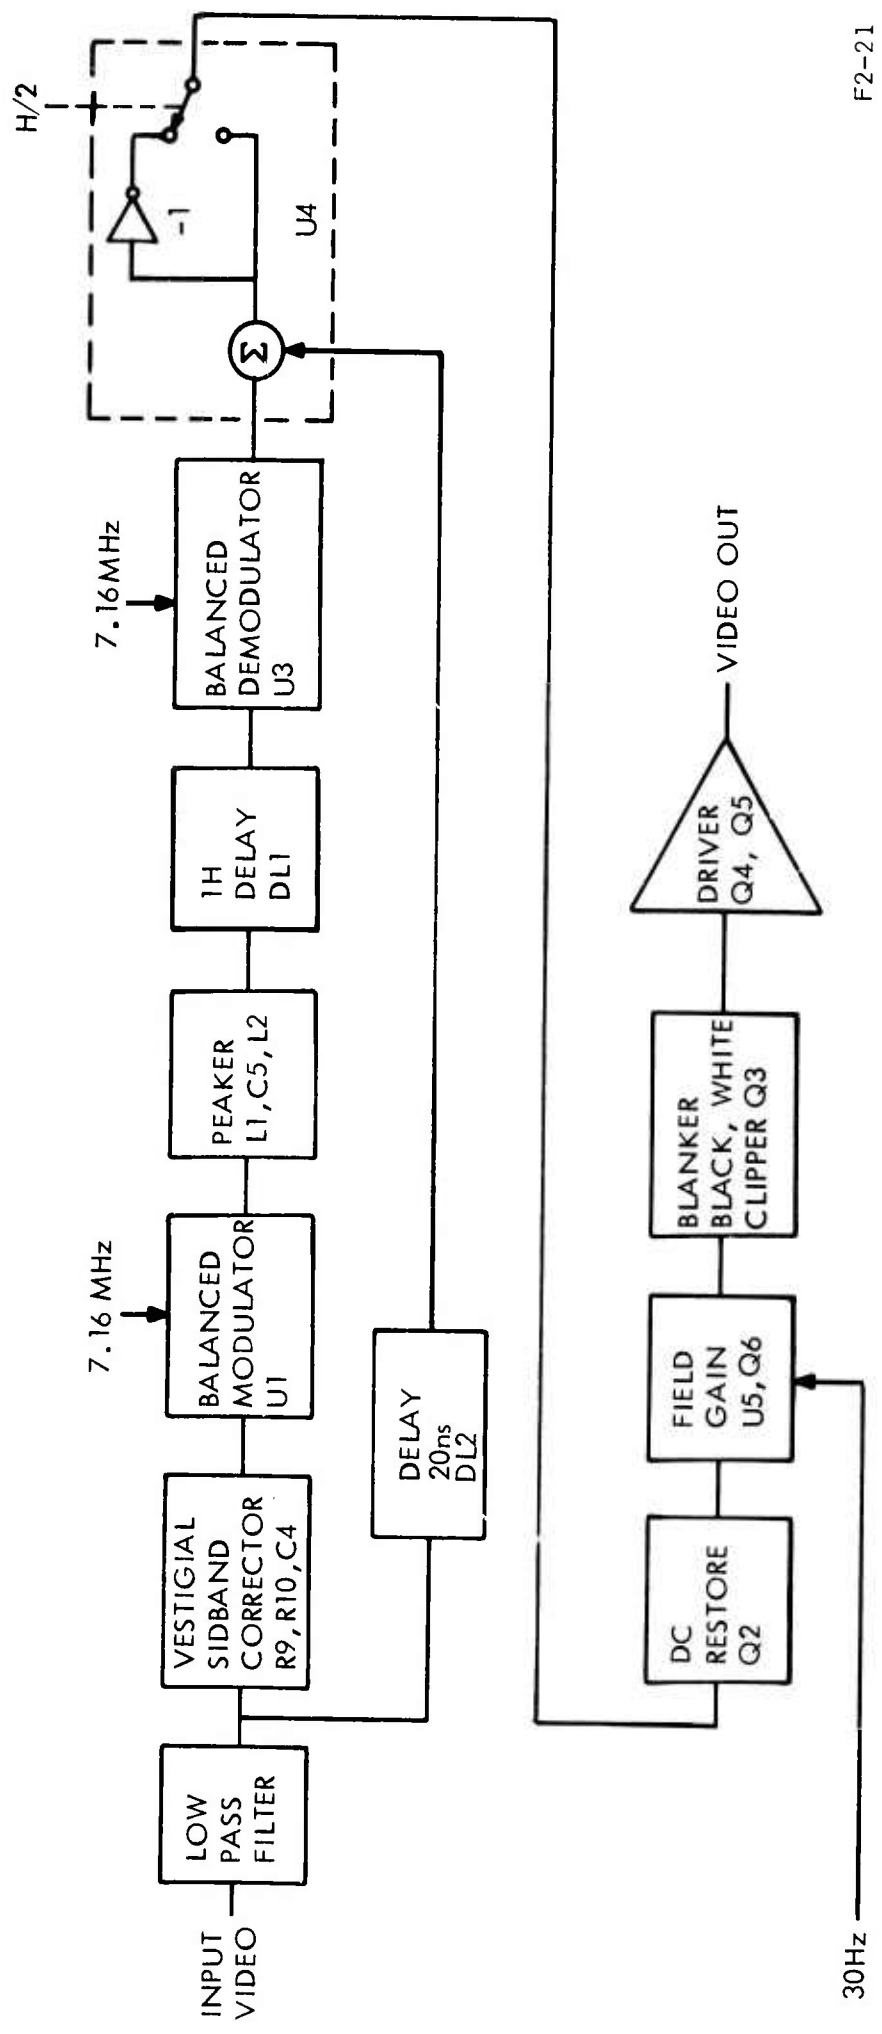 INPUT
VIDEO
LOW
PASS
FILTER
VESTIGIAL
SIDBAND
CORRECTOR
R9, R10, C4
7.16 MHz
BALANCED
MODULATOR
U1
PEAKER
L1, C5, L2
1H
DELAY
DL1
7.16MHz
BALANCED
DEMODULATOR
U3
Σ
-1
H/2
U4
DELAY
20ns
DL2
DC
RESTORE
Q2
FIELD
GAIN
U5, Q6
BLANKER
BLACK, WHITE
CLIPPER Q3
DRIVER
Q4, Q5
VIDEO OUT
30Hz
F2-21